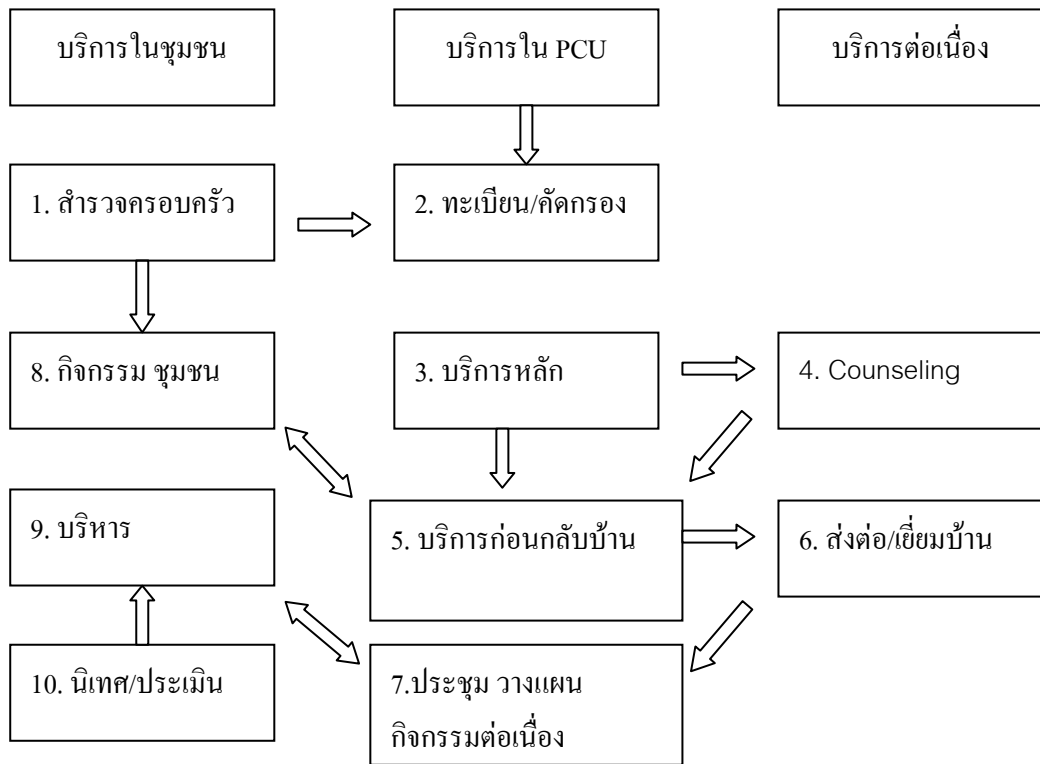 บริการในชุมชน
บริการใน PCU
บริการต่อเนื่อง
1. สำรวจครอบครัว
2. ทะเบียน/คัดกรอง
8. กิจกรรม ชุมชน
3. บริการหลัก
4. Counseling
9. บริหาร
5. บริการก่อนกลับบ้าน
6. ส่งต่อ/เยี่ยมบ้าน
10. นิเทศ/ประเมิน
7.ประชุม วางแผน
กิจกรรมต่อเนื่อง